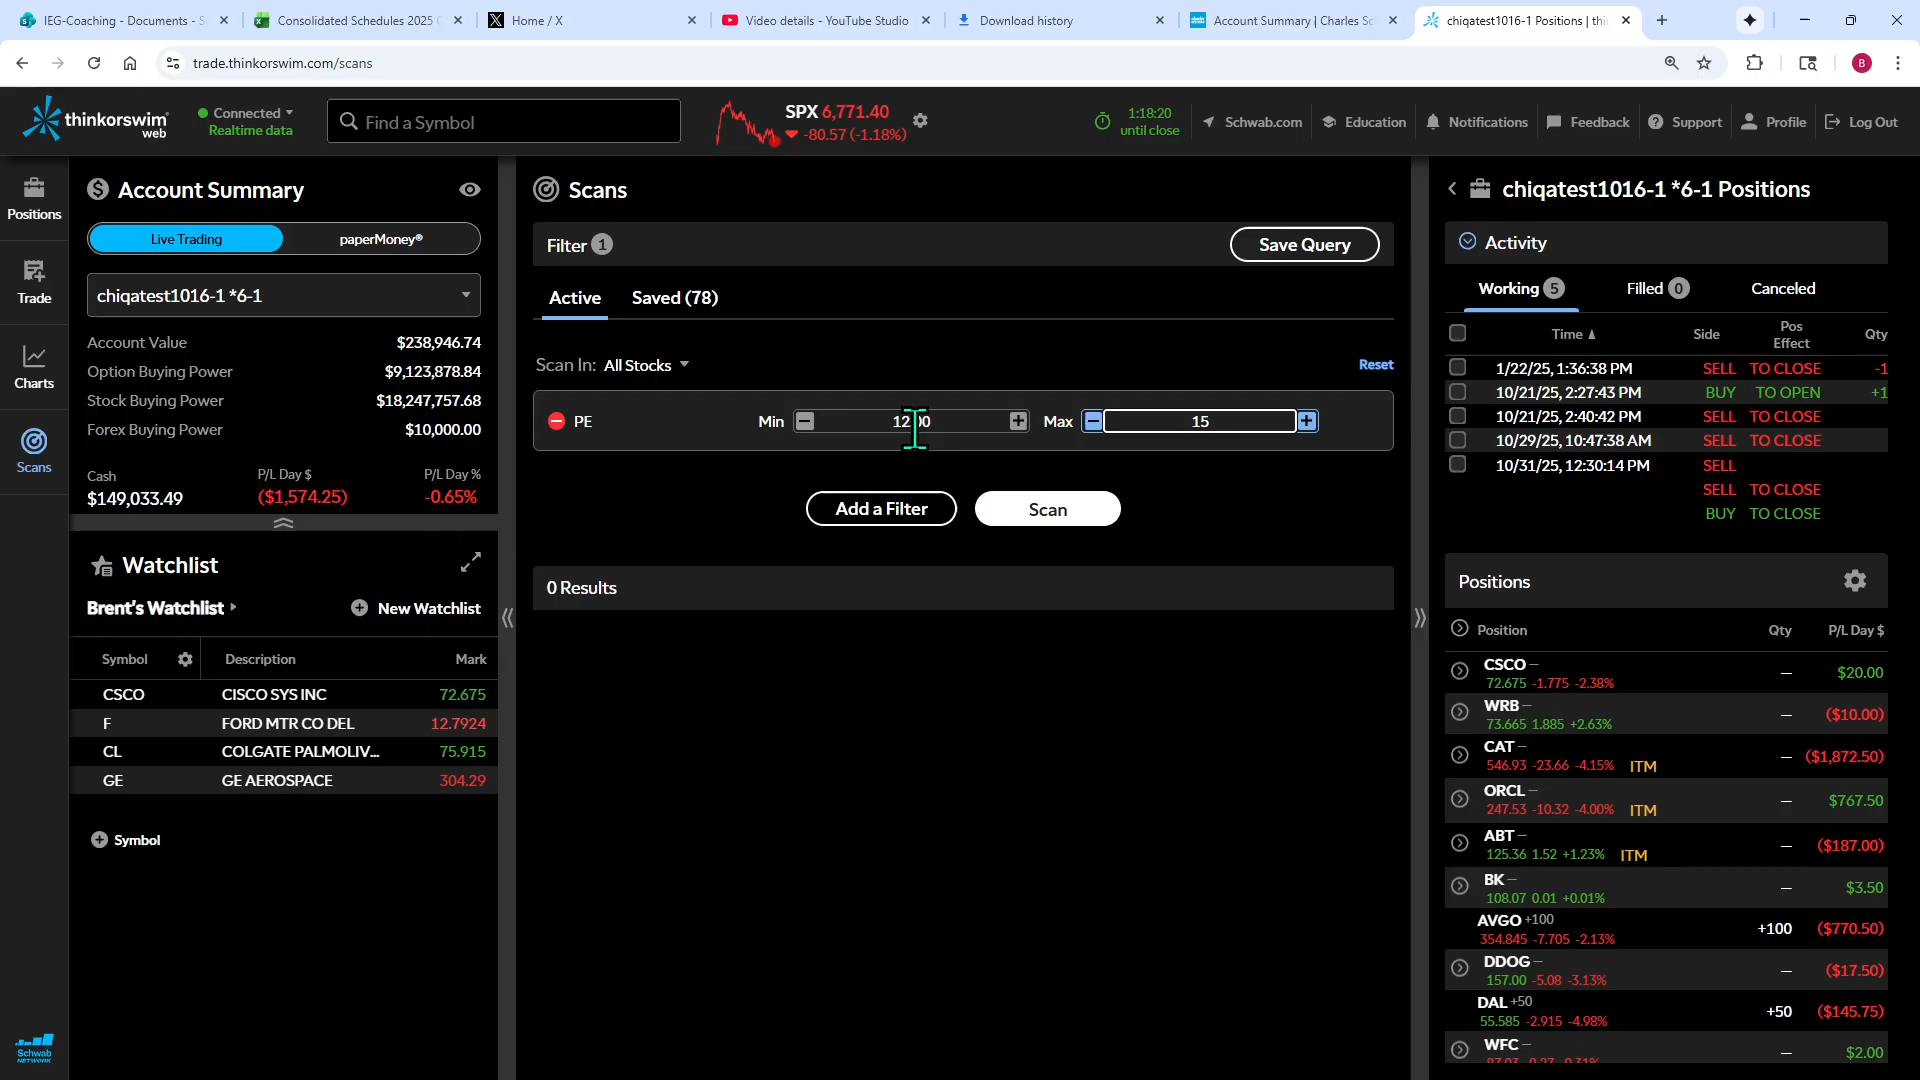 IEG-Coaching - Documents - S
Consolidated Schedules 2025 C
Home / X
Video details - YouTube Studio
Download history
Account Summary | Charles Sc
chiqatest1016-1 Positions | thi
trade.thinkorswim.com/scans
B
thinkorswim
web
Connected
Realtime data
Find a Symbol
SPX 6,771.40
-80.57 (-1.18%)
1:18:20
until close
Schwab.com
Education
Notifications
Feedback
Support
Profile
Log Out
Positions
Trade
Charts
Scans
Schwab
NETWORK
Account Summary
Live Trading
paperMoney®
chiqatest1016-1 *6-1
Account Value $238,946.74
Option Buying Power $9,123,878.84
Stock Buying Power $18,247,757.68
Forex Buying Power $10,000.00
Cash P/L Day $ P/L Day %
$149,033.49 ($1,574.25) -0.65%
Watchlist
Brent's Watchlist
New Watchlist
Symbol Description Mark
CSCO CISCO SYS INC 72.675
F FORD MTR CO DEL 12.7924
CL COLGATE PALMOLIV... 75.915
GE GE AEROSPACE 304.29
Symbol
Scans
Filter 1
Save Query
Active Saved (78)
Scan In: All Stocks
Reset
PE Min 12.00 Max 15
Add a Filter
Scan
0 Results
chiqatest1016-1 *6-1 Positions
Activity
Working 5 Filled 0 Canceled
Time Side Pos Effect Qty
1/22/25, 1:36:38 PM SELL TO CLOSE -1
10/21/25, 2:27:43 PM BUY TO OPEN +1
10/21/25, 2:40:42 PM SELL TO CLOSE
10/29/25, 10:47:38 AM SELL TO CLOSE
10/31/25, 12:30:14 PM SELL
SELL TO CLOSE
BUY TO CLOSE
Positions
Position Qty P/L Day $
CSCO — — $20.00
72.675 -1.775 -2.38%
WRB — — ($10.00)
73.665 1.885 +2.63%
CAT — — ($1,872.50)
546.93 -23.66 -4.15% ITM
ORCL — — $767.50
247.53 -10.32 -4.00% ITM
ABT — — ($187.00)
125.36 1.52 +1.23% ITM
BK — — $3.50
108.07 0.01 +0.01%
AVGO +100 +100 ($770.50)
354.845 -7.705 -2.13%
DDOG — — ($17.50)
157.00 -5.08 -3.13%
DAL +50 +50 ($145.75)
55.585 -2.915 -4.98%
WFC — — $2.00